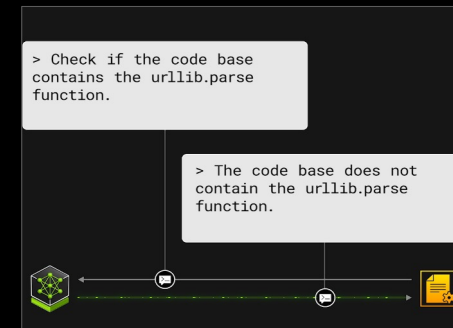 > Check if the code base
contains the urllib.parse
function.
> The code base does not
contain the urllib.parse
function.